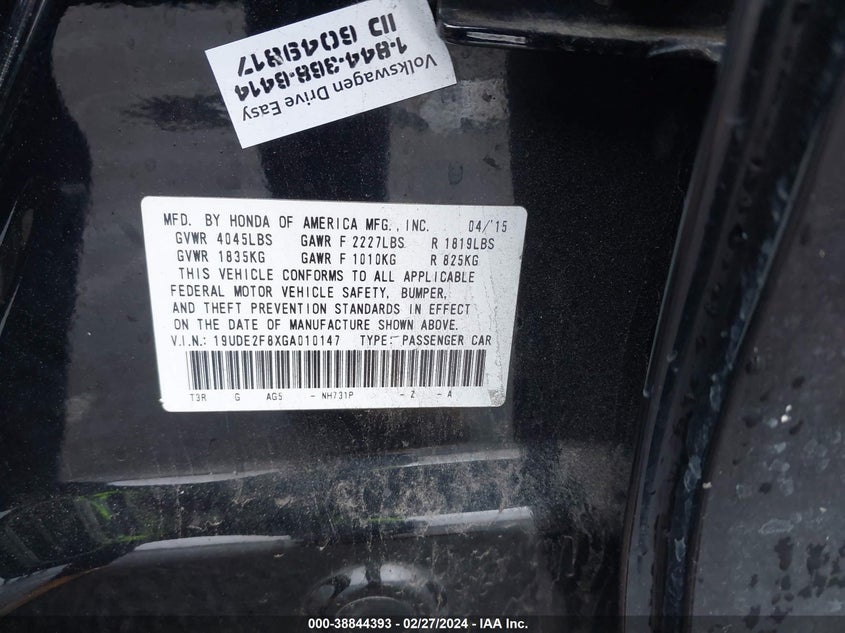 Volkswagen Drive Easy
1-844-368-8414
ID 6049817
MFD. BY HONDA OF AMERICA MFG., INC. 04/'15
GVWR 4045LBS GAWR F 2227LBS R 1819LBS
GVWR 1835KG GAWR F 1010KG R 825KG
THIS VEHICLE CONFORMS TO ALL APPLICABLE
FEDERAL MOTOR VEHICLE SAFETY, BUMPER,
AND THEFT PREVENTION STANDARDS IN EFFECT
ON THE DATE OF MANUFACTURE SHOWN ABOVE.
V.I.N.: 19UDE2F8XGA010147 TYPE: PASSENGER CAR
T3R G AG5 - NH731P - Z - A
000-38844393 - 02/27/2024 - IAA Inc.